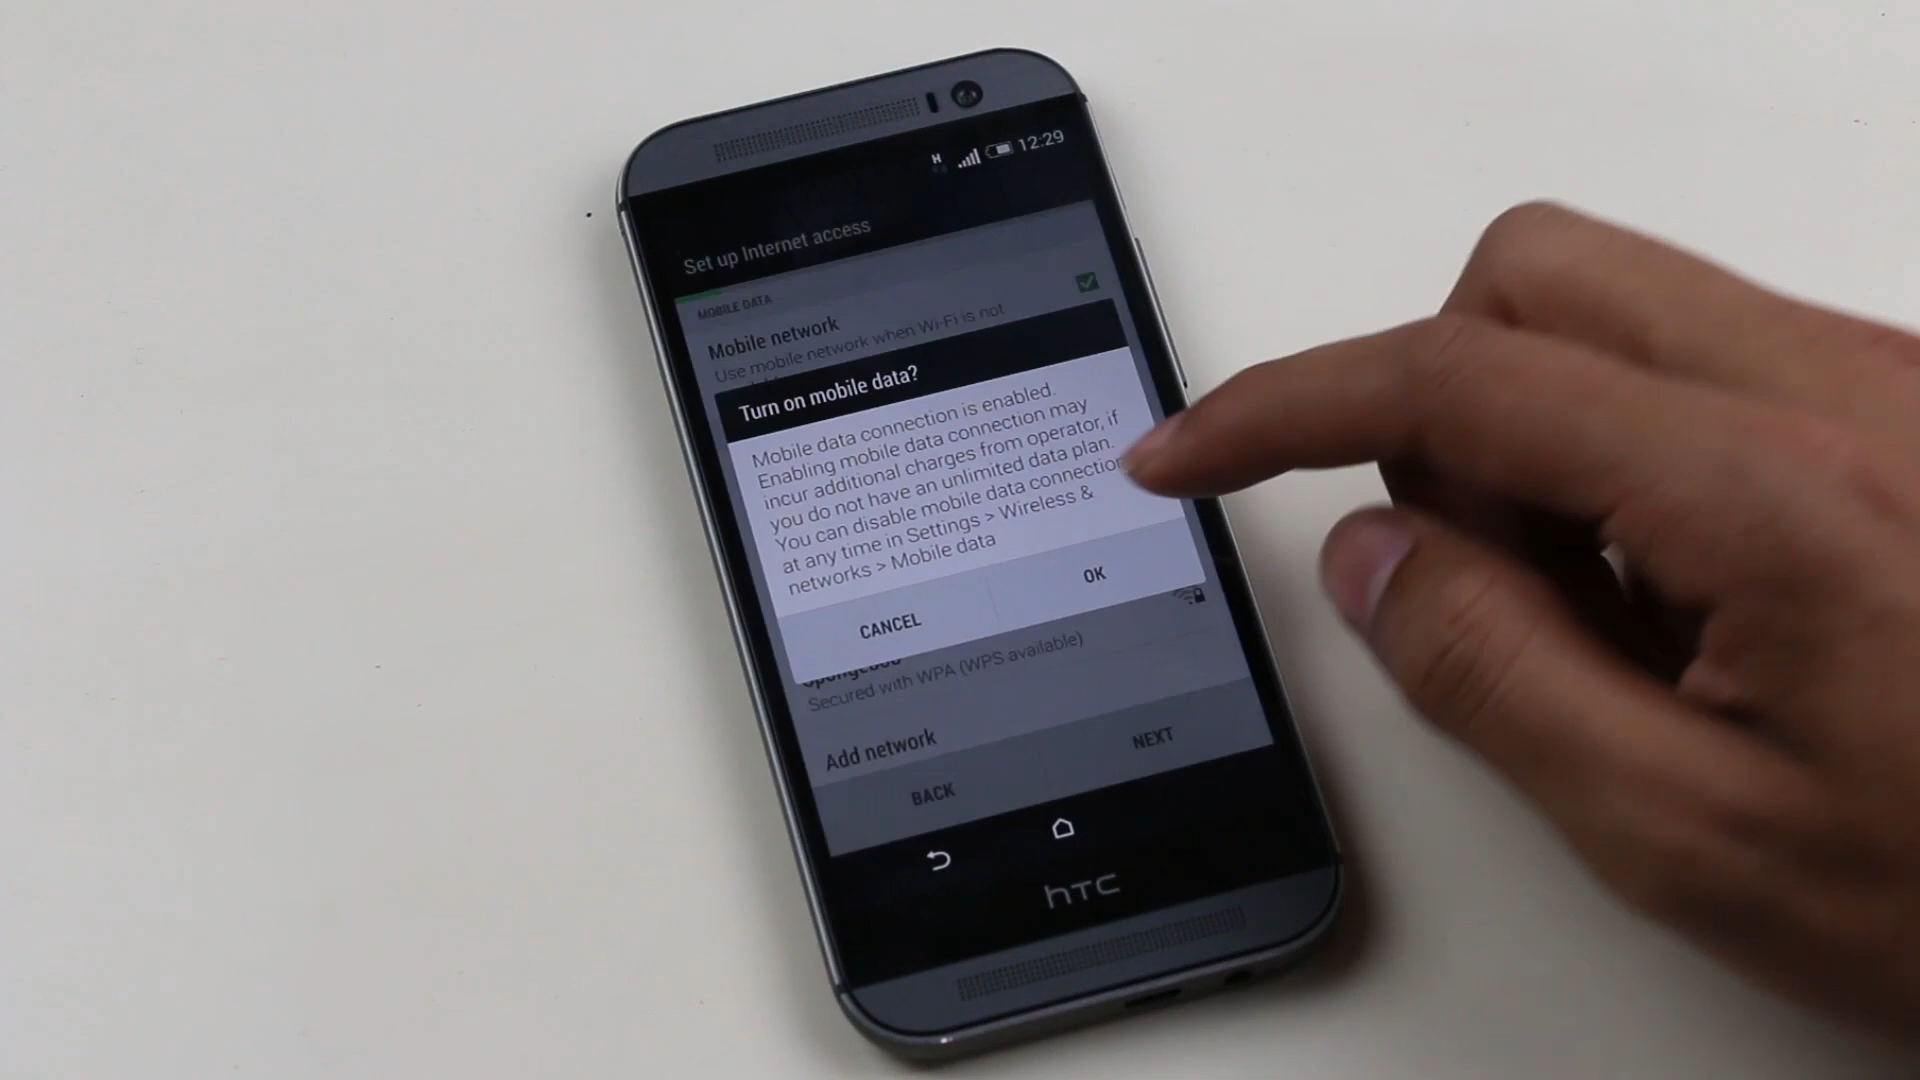 H 12:29
Set up Internet access
MOBILE DATA
Mobile network
Use mobile network when Wi-Fi is not
Turn on mobile data?
Mobile data connection is enabled.
Enabling mobile data connection may
incur additional charges from operator, if
you do not have an unlimited data plan.
You can disable mobile data connection
at any time in Settings > Wireless &
networks > Mobile data
CANCEL
OK
Secured with WPA (WPS available)
Add network
BACK
NEXT
hTC